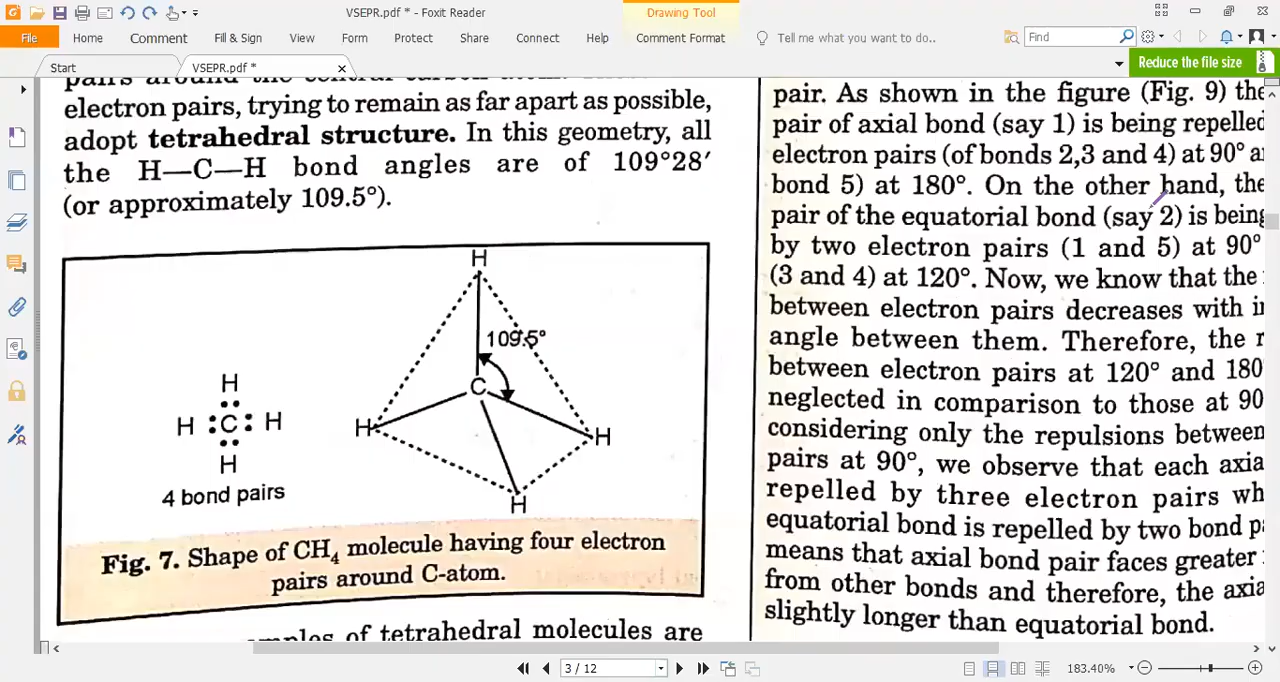 VSEPR.pdf * - Foxit Reader
Drawing Tool
File
Home
Comment
Fill & Sign
View
Form
Protect
Share
Connect
Help
Comment Format
Tell me what you want to do..
Find
Start
VSEPR.pdf *
Reduce the file size
electron pairs, trying to remain as far apart as possible,
adopt tetrahedral structure. In this geometry, all
the H—C—H bond angles are of 109°28′
(or approximately 109.5°).
H
109.5°
C
H
H
H
H
H :C: H
H
4 bond pairs
Fig. 7. Shape of CH₄ molecule having four electron
pairs around C-atom.
of tetrahedral molecules are
pair. As shown in the figure (Fig. 9) the
pair of axial bond (say 1) is being repelled
electron pairs (of bonds 2,3 and 4) at 90°
bond 5) at 180°. On the other hand, the
pair of the equatorial bond (say 2) is being
by two electron pairs (1 and 5) at 90°
(3 and 4) at 120°. Now, we know that the
between electron pairs decreases with
angle between them. Therefore, the
between electron pairs at 120° and 180
neglected in comparison to those at 90
considering only the repulsions between
pairs at 90°, we observe that each
repelled by three electron pairs
equatorial bond is repelled by two bond
means that axial bond pair faces greater
from other bonds and therefore, the
slightly longer than equatorial bond.
3 / 12
183.40%